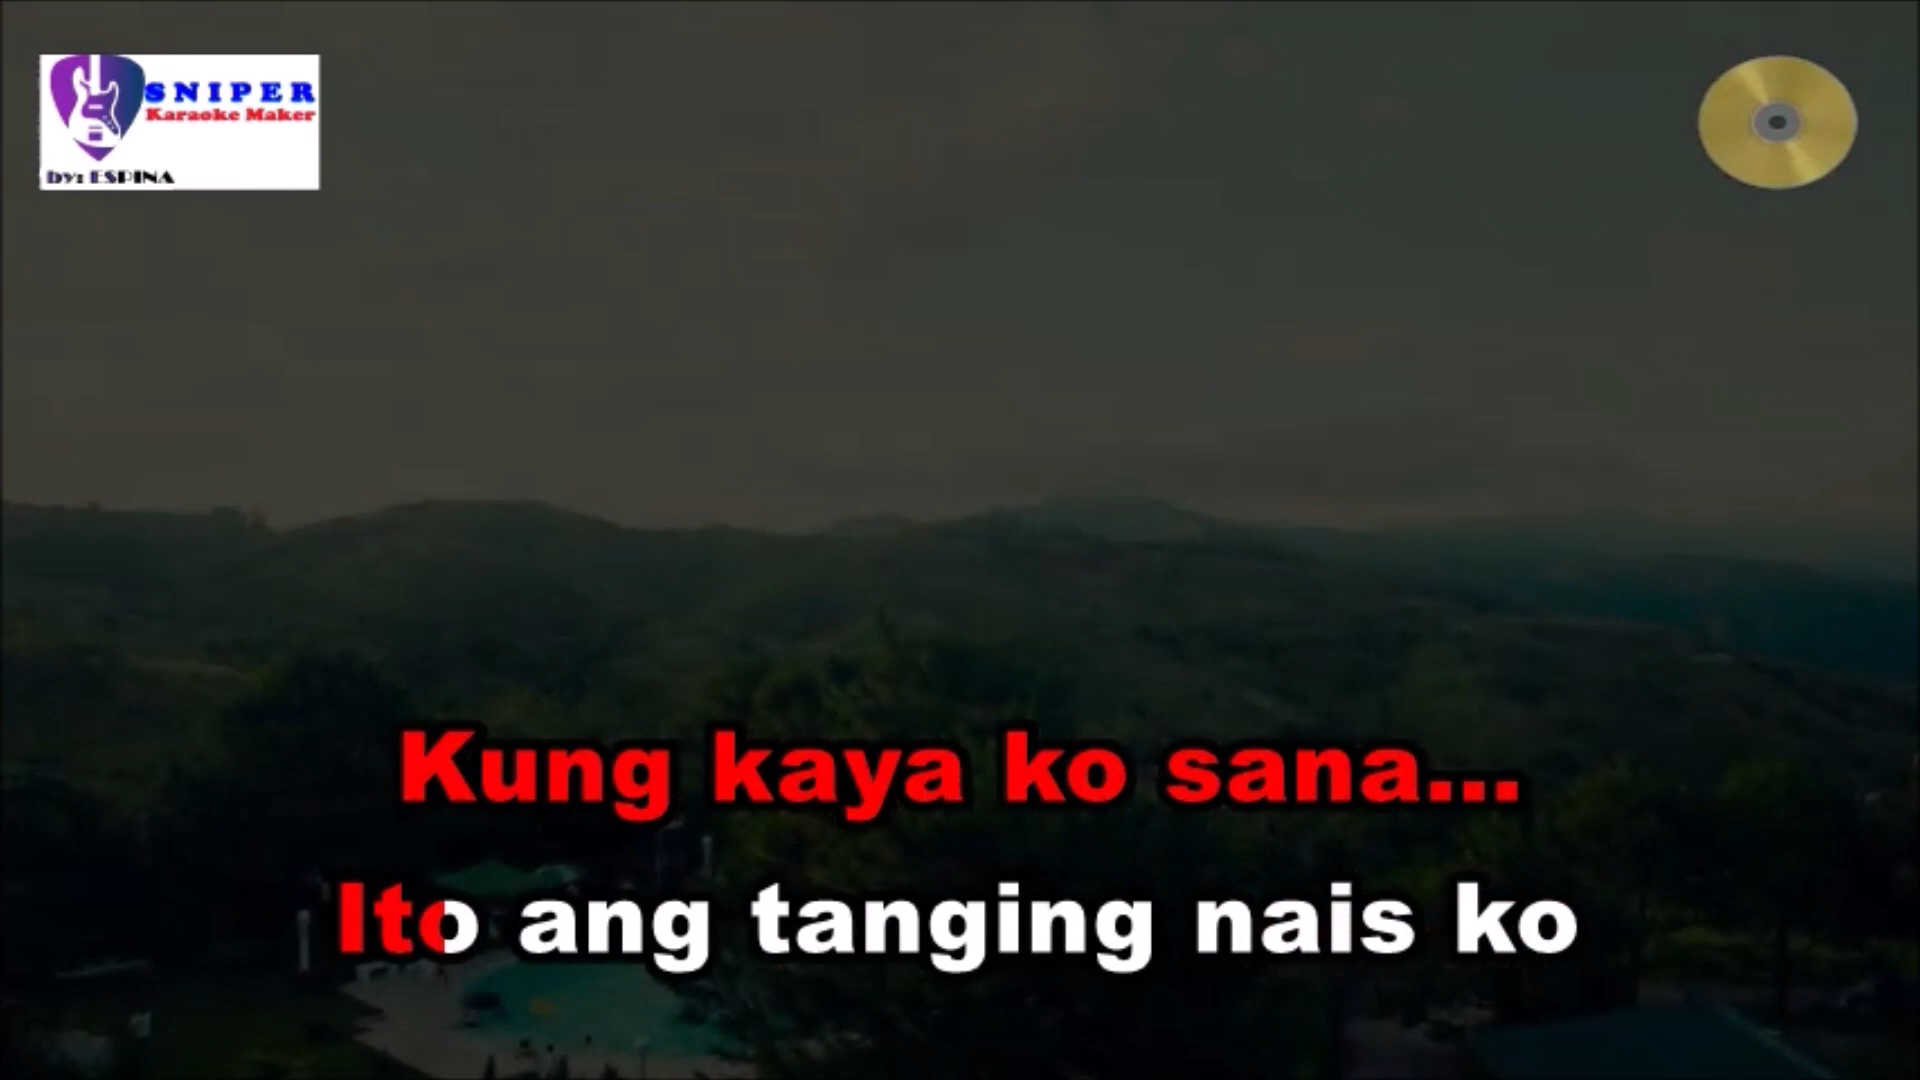 SNIPER
Karaoke Maker
by: ESPINA
Kung kaya ko sana...
Ito ang tanging nais ko